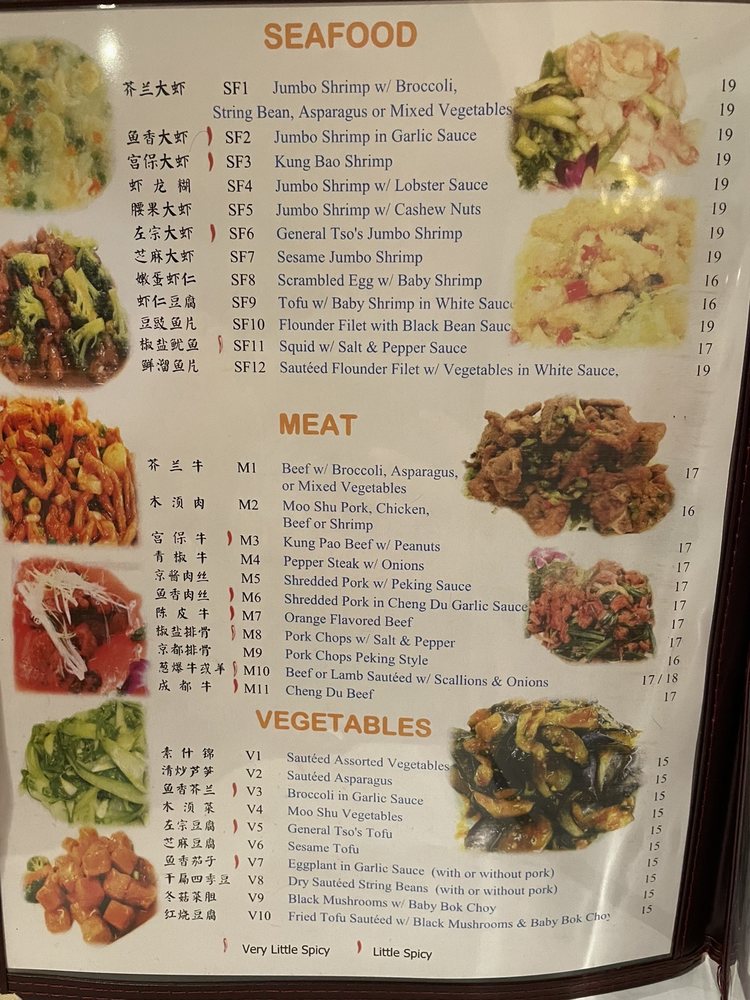 SEAFOOD
芥兰大虾 SF1 Jumbo Shrimp w/ Broccoli, 19
String Bean, Asparagus or Mixed Vegetables 19
鱼香大虾 SF2 Jumbo Shrimp in Garlic Sauce 19
宫保大虾 SF3 Kung Bao Shrimp 19
虾龙糊 SF4 Jumbo Shrimp w/ Lobster Sauce 19
腰果大虾 SF5 Jumbo Shrimp w/ Cashew Nuts 19
左宗大虾 SF6 General Tso's Jumbo Shrimp 19
芝麻大虾 SF7 Sesame Jumbo Shrimp 19
嫩蛋虾仁 SF8 Scrambled Egg w/ Baby Shrimp 16
虾仁豆腐 SF9 Tofu w/ Baby Shrimp in White Sauc 16
豆豉鱼片 SF10 Flounder Filet with Black Bean Sauc 19
椒盐鱿鱼 SF11 Squid w/ Salt & Pepper Sauce 17
鲜溜鱼片 SF12 Sautéed Flounder Filet w/ Vegetables in White Sauce, 19
MEAT
芥兰牛 M1 Beef w/ Broccoli, Asparagus, 17
or Mixed Vegetables
木须肉 M2 Moo Shu Pork, Chicken, 16
Beef or Shrimp
宫保牛 M3 Kung Pao Beef w/ Peanuts 17
青椒牛 M4 Pepper Steak w/ Onions 17
京酱肉丝 M5 Shredded Pork w/ Peking Sauce 17
鱼香肉丝 M6 Shredded Pork in Cheng Du Garlic Sauce 17
陈皮牛 M7 Orange Flavored Beef 17
椒盐排骨 M8 Pork Chops w/ Salt & Pepper 17
京都排骨 M9 Pork Chops Peking Style 16
葱爆牛或羊 M10 Beef or Lamb Sautéed w/ Scallions & Onions 17 / 18
成都牛 M11 Cheng Du Beef 17
VEGETABLES
素什锦 V1 Sautéed Assorted Vegetables 15
清炒芦笋 V2 Sautéed Asparagus 15
鱼香芥兰 V3 Broccoli in Garlic Sauce 15
木须菜 V4 Moo Shu Vegetables 15
左宗豆腐 V5 General Tso's Tofu 15
芝麻豆腐 V6 Sesame Tofu 15
鱼香茄子 V7 Eggplant in Garlic Sauce (with or without pork) 15
干扁四季豆 V8 Dry Sautéed String Beans (with or without pork) 15
冬菇菜胆 V9 Black Mushrooms w/ Baby Bok Choy 15
红烧豆腐 V10 Fried Tofu Sautéed w/ Black Mushrooms & Baby Bok Choy
Very Little Spicy Little Spicy